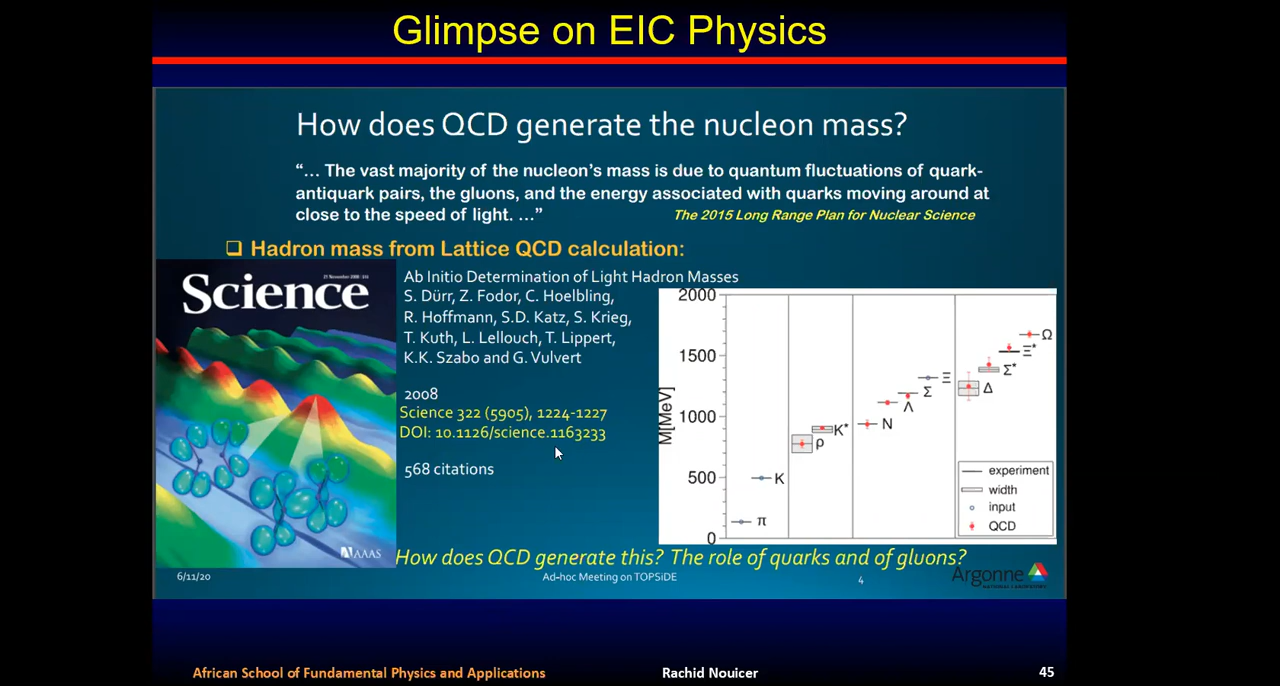 Glimpse on EIC Physics
How does QCD generate the nucleon mass?
“… The vast majority of the nucleon’s mass is due to quantum fluctuations of quark-
antiquark pairs, the gluons, and the energy associated with quarks moving around at
close to the speed of light. …”
The 2015 Long Range Plan for Nuclear Science
❑ Hadron mass from Lattice QCD calculation:
Science
Ab Initio Determination of Light Hadron Masses
S. Dürr, Z. Fodor, C. Hoelbling,
R. Hoffmann, S.D. Katz, S. Krieg,
T. Kuth, L. Lellouch, T. Lippert,
K.K. Szabo and G. Vulvert
2008
Science 322 (5905), 1224-1227
DOI: 10.1126/science.1163233
568 citations
AAAS
M[MeV]
2000
1500
1000
500
0
π
K
ρ
K*
N
Λ
Σ
Ξ
Δ
Σ*
Ξ*
Ω
experiment
width
input
QCD
How does QCD generate this? The role of quarks and of gluons?
6/11/20
Ad-hoc Meeting on TOPSiDE
4
Argonne
NATIONAL LABORATORY
African School of Fundamental Physics and Applications
Rachid Nouicer
45